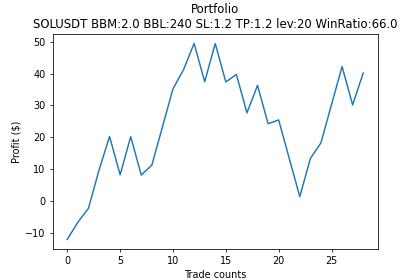 Portfolio
SOLUSDT BBM:2.0 BBL:240 SL:1.2 TP:1.2 lev:20 WinRatio:66.0
50
40
30
20
10
0
−10
Profit ($)
0 5 10 15 20 25
Trade counts